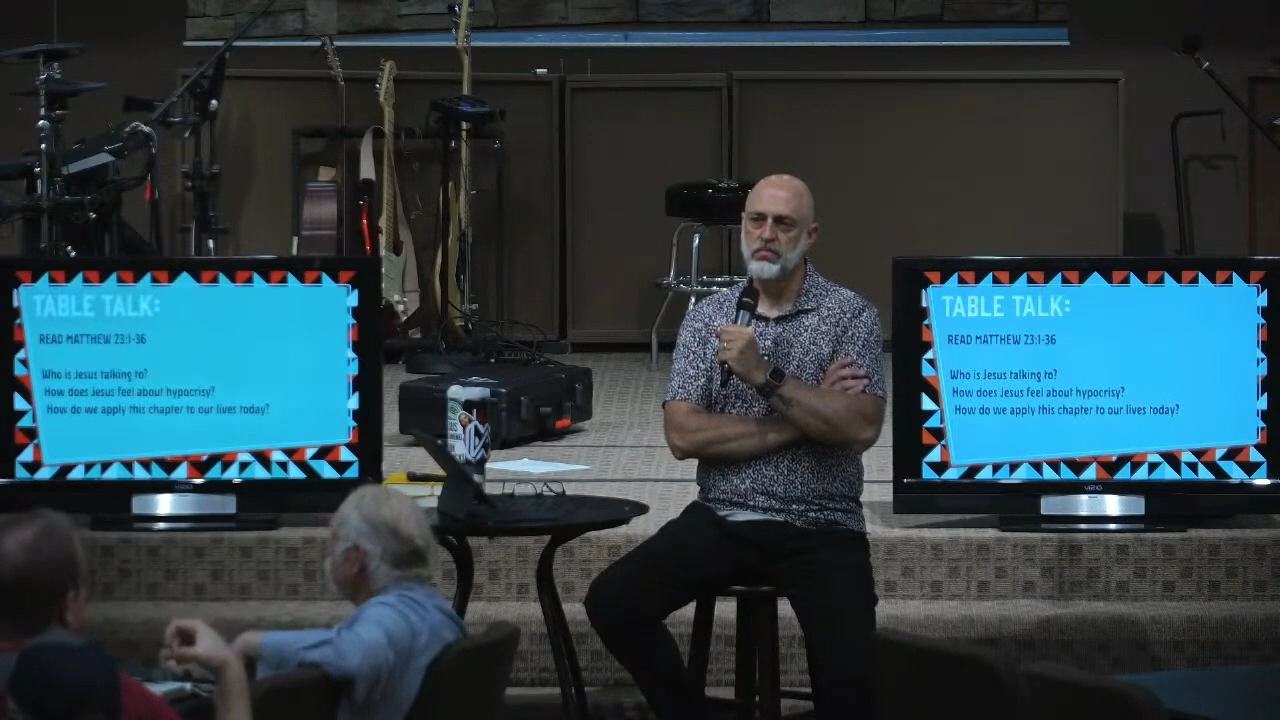 TABLE TALK:
READ MATTHEW 23:1-36
Who is Jesus talking to?
How does Jesus feel about hypocrisy?
How do we apply this chapter to our lives today?
VIZIO
TABLE TALK:
READ MATTHEW 23:1-36
Who is Jesus talking to?
How does Jesus feel about hypocrisy?
How do we apply this chapter to our lives today?
VIZIO